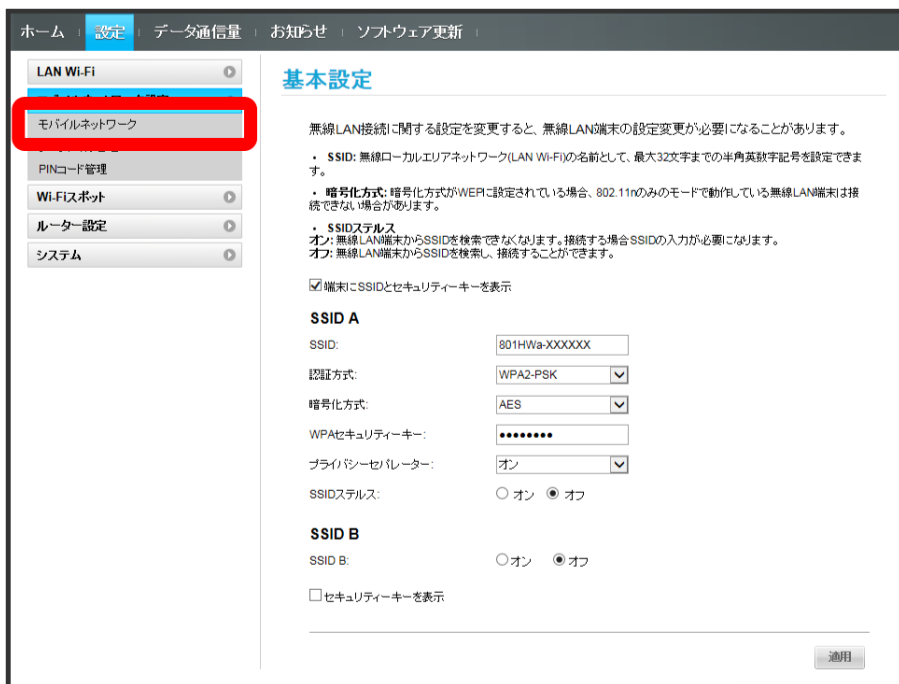 ホーム 設定 データ通信量 お知らせ ソフトウェア更新
LAN Wi-Fi
モバイルネットワーク
PINコード管理
Wi-Fiスポット
ルーター設定
システム
基本設定
無線LAN接続に関する設定を変更すると、無線LAN端末の設定変更が必要になることがあります。
・ SSID: 無線ローカルエリアネットワーク(LAN Wi-Fi)の名前として、最大32文字までの半角英数字記号を設定できま
す。
・ 暗号化方式: 暗号化方式がWEPに設定されている場合、802.11nのみのモードで動作している無線LAN端末は接
続できない場合があります。
・ SSIDステルス
オン: 無線LAN端末からSSIDを検索できなくなります。接続する場合SSIDの入力が必要になります。
オフ: 無線LAN端末からSSIDを検索し、接続することができます。
端末にSSIDとセキュリティーキーを表示
SSID A
SSID: 801HWa-XXXXXX
認証方式: WPA2-PSK
暗号化方式: AES
WPAセキュリティーキー: ●●●●●●●●
プライバシーセパレーター: オン
SSIDステルス: オン オフ
SSID B
SSID B: オン オフ
セキュリティーキーを表示
適用